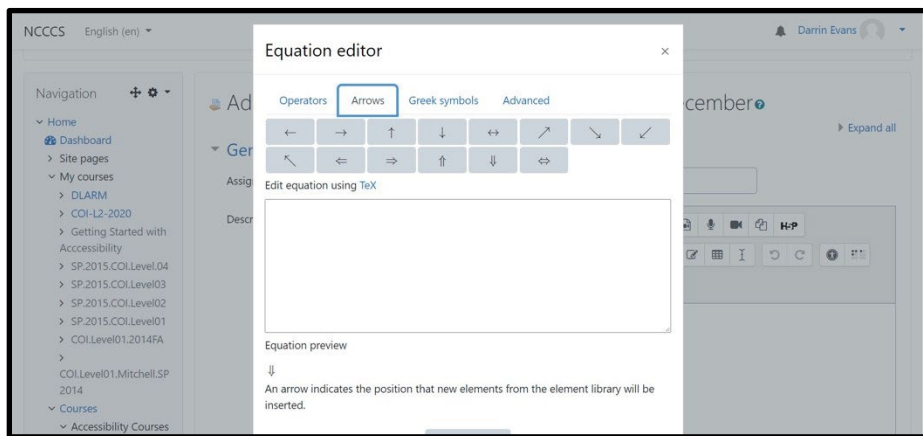 NCCCS English (en)
Darrin Evans
Equation editor
×
Navigation
Home
Dashboard
Site pages
My courses
DLARM
COI-L2-2020
Getting Started with
Acccessibility
SP.2015.COI.Level.04
SP.2015.COI.Level03
SP.2015.COI.Level02
SP.2015.COI.Level01
COI.Level01.2014FA
COI.Level01.Mitchell.SP
2014
Courses
Accessibility Courses
Ad
cember
Expand all
Ger
Assig
Descr
H-P
Operators Arrows Greek symbols Advanced
← → ↑ ↓ ↔ ↗ ↘ ↙
↖ ⇐ ⇒ ⇑ ⇓ ⇔
Edit equation using TeX
Equation preview
⇓
An arrow indicates the position that new elements from the element library will be
inserted.